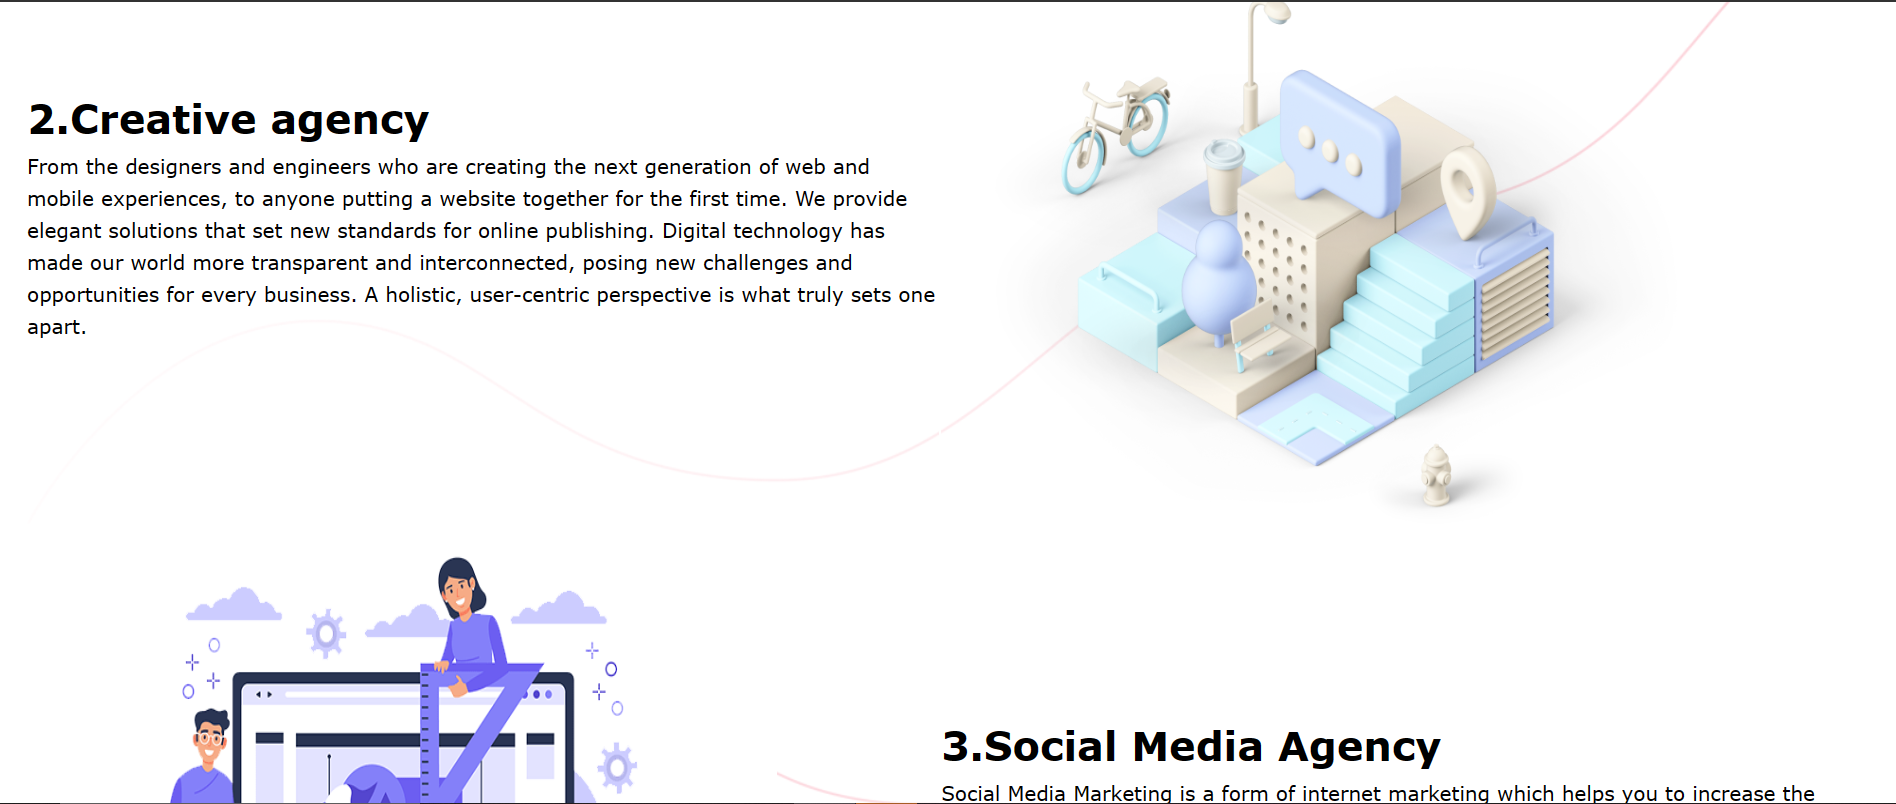 2.Creative agency
From the designers and engineers who are creating the next generation of web and
mobile experiences, to anyone putting a website together for the first time. We provide
elegant solutions that set new standards for online publishing. Digital technology has
made our world more transparent and interconnected, posing new challenges and
opportunities for every business. A holistic, user-centric perspective is what truly sets one
apart.
3.Social Media Agency
Social Media Marketing is a form of internet marketing which helps you to increase the